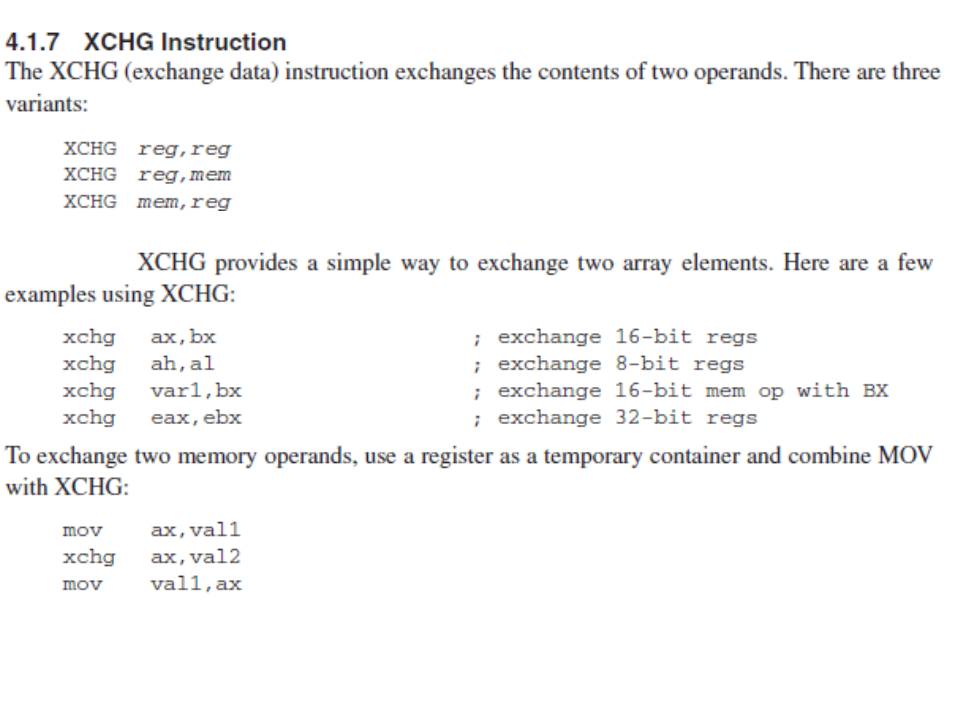 4.1.7 XCHG Instruction
The XCHG (exchange data) instruction exchanges the contents of two operands. There are three
variants:
XCHG reg,reg
XCHG reg,mem
XCHG mem,reg
XCHG provides a simple way to exchange two array elements. Here are a few
examples using XCHG:
xchg ax,bx ; exchange 16-bit regs
xchg ah,al ; exchange 8-bit regs
xchg var1,bx ; exchange 16-bit mem op with BX
xchg eax,ebx ; exchange 32-bit regs
To exchange two memory operands, use a register as a temporary container and combine MOV
with XCHG:
mov ax,val1
xchg ax,val2
mov val1,ax